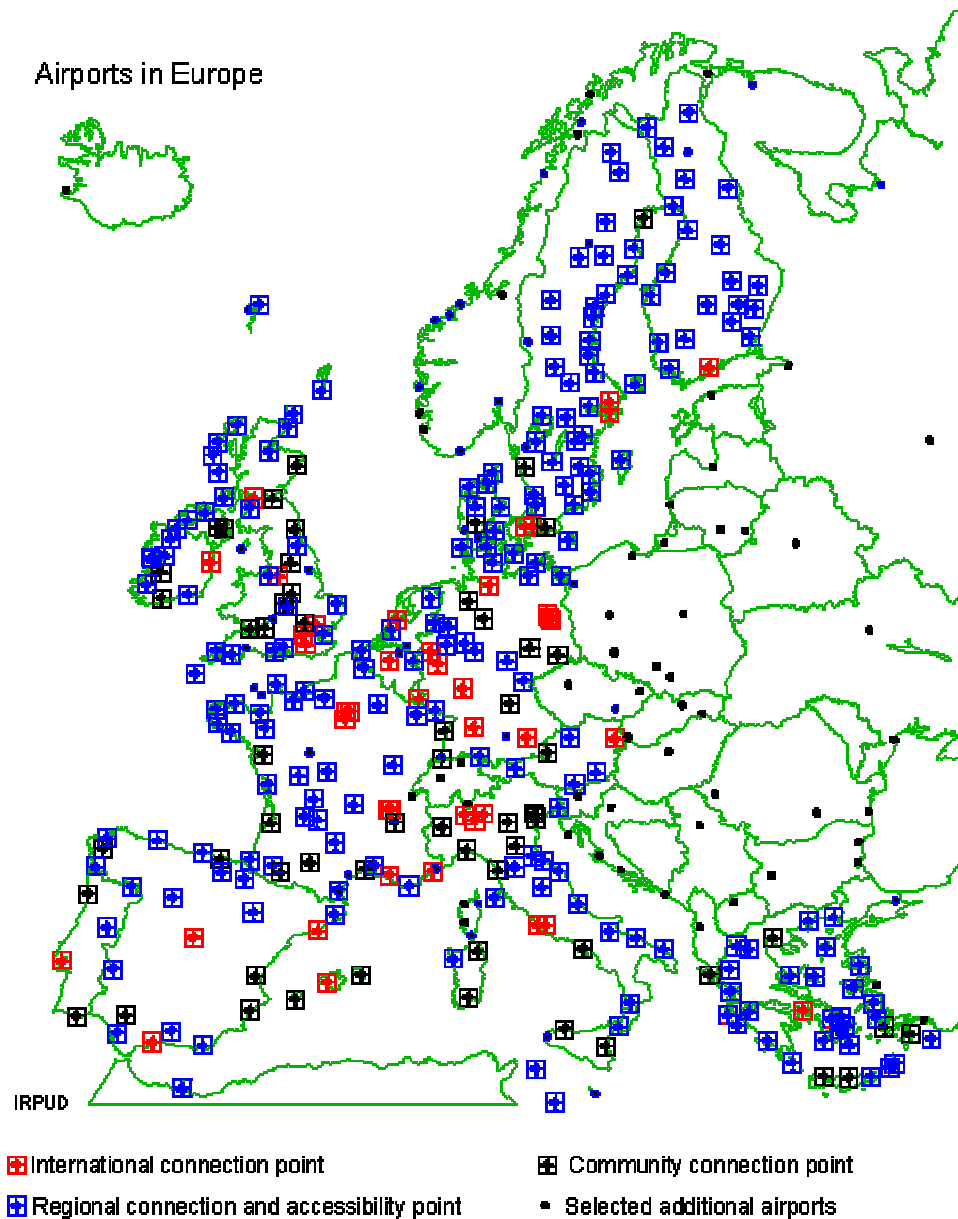 Airports in Europe
IRPUD
International connection point
Community connection point
Regional connection and accessibility point
Selected additional airports